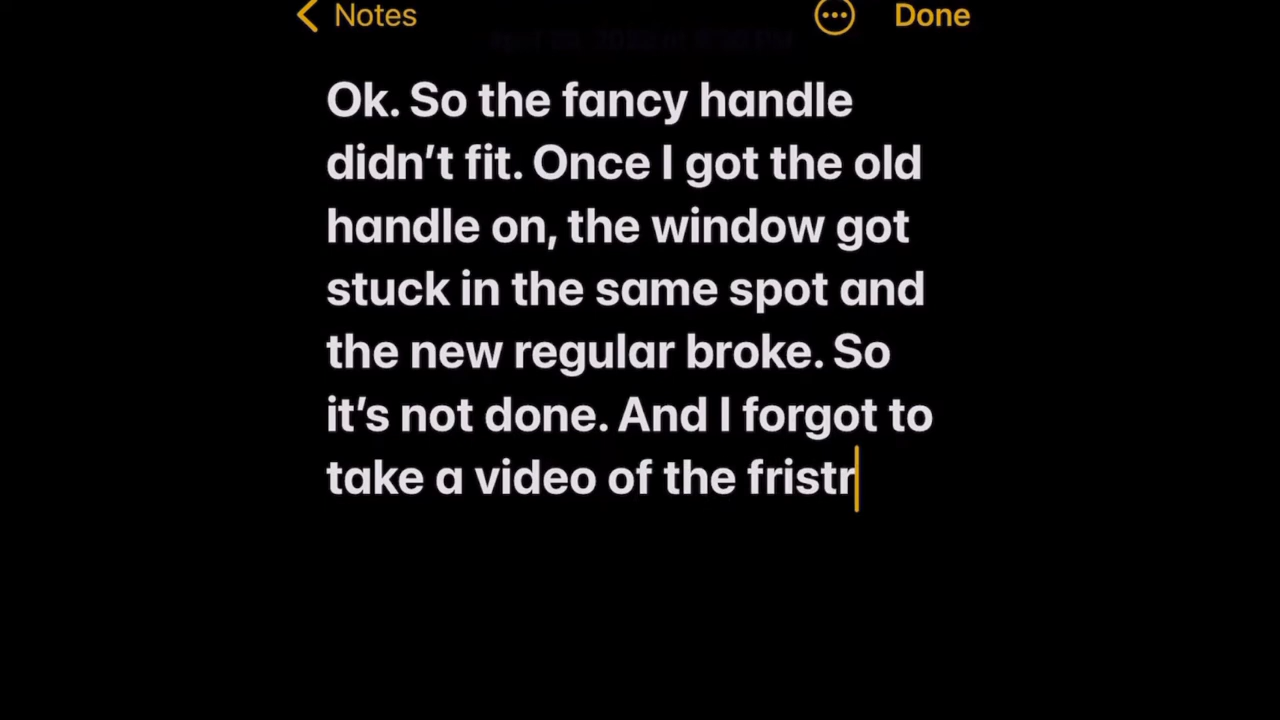 Notes
Done
Ok. So the fancy handle
didn’t fit. Once I got the old
handle on, the window got
stuck in the same spot and
the new regular broke. So
it’s not done. And I forgot to
take a video of the fristr